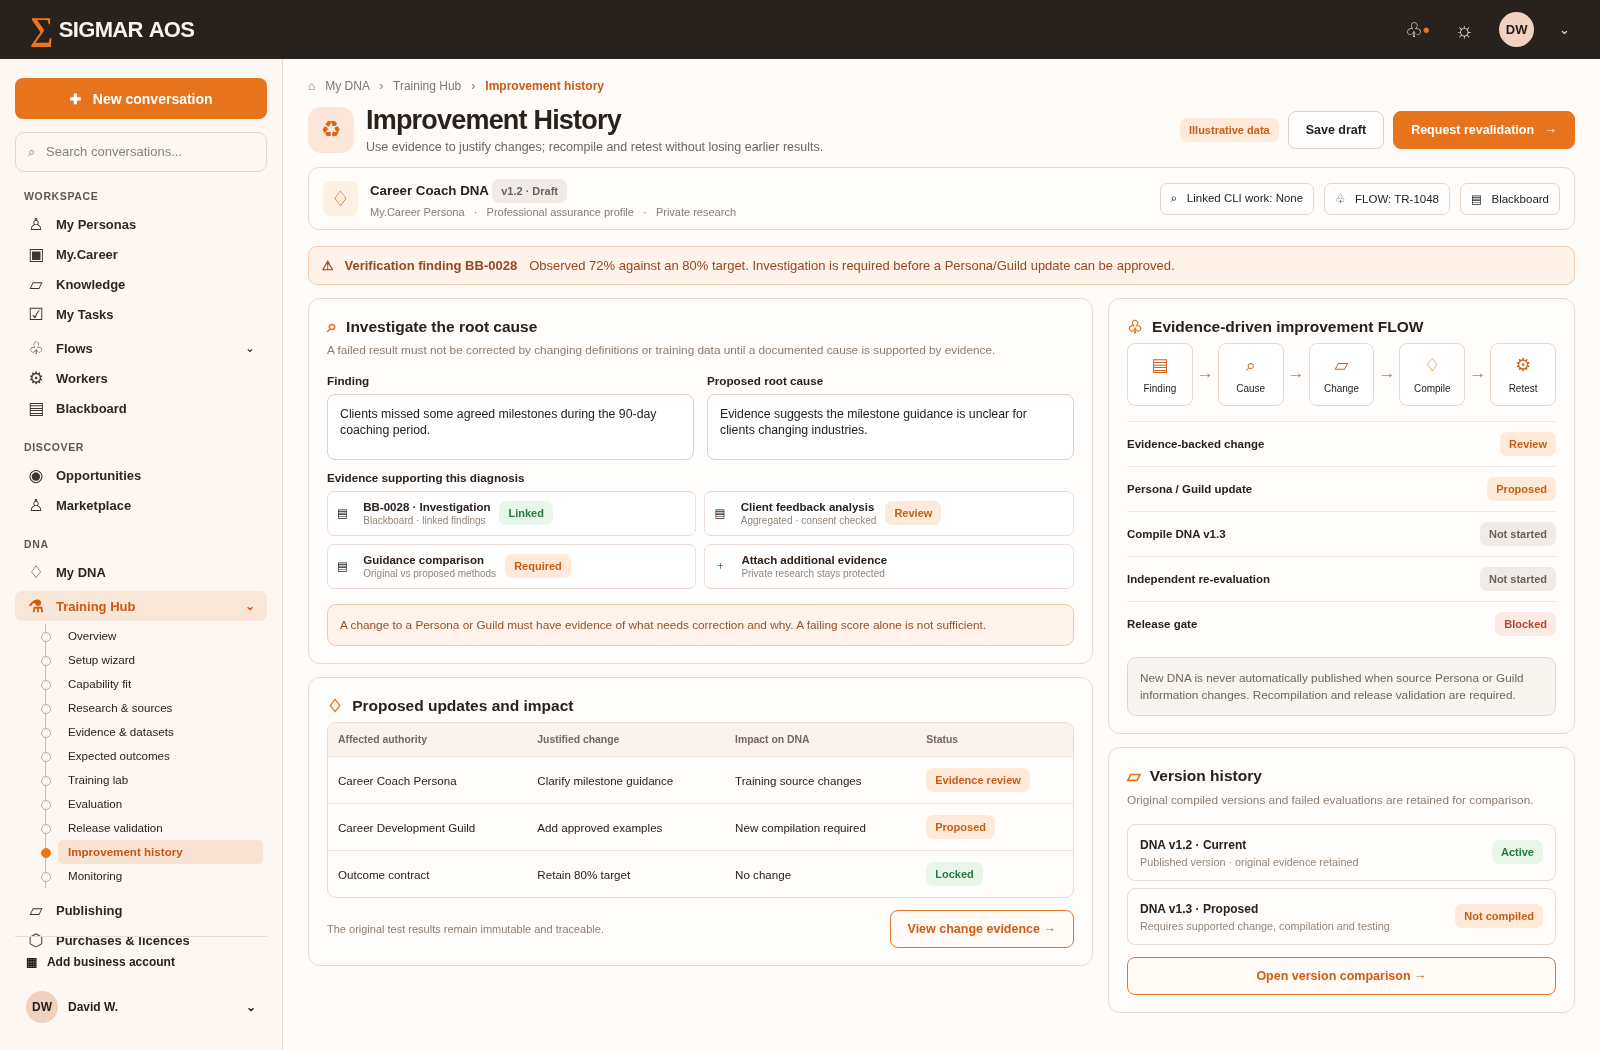 SIGMAR AOS
DW
New conversation
Search conversations...
WORKSPACE
My Personas
My.Career
Knowledge
My Tasks
Flows
Workers
Blackboard
DISCOVER
Opportunities
Marketplace
DNA
My DNA
Training Hub
Overview
Setup wizard
Capability fit
Research & sources
Evidence & datasets
Expected outcomes
Training lab
Evaluation
Release validation
Improvement history
Monitoring
Publishing
Purchases & licences
Add business account
DW David W.
My DNA › Training Hub › Improvement history
Improvement History
Use evidence to justify changes; recompile and retest without losing earlier results.
Illustrative data
Save draft
Request revalidation →
Career Coach DNA v1.2 · Draft
My.Career Persona · Professional assurance profile · Private research
Linked CLI work: None
FLOW: TR-1048
Blackboard
⚠ Verification finding BB-0028 Observed 72% against an 80% target. Investigation is required before a Persona/Guild update can be approved.
Investigate the root cause
A failed result must not be corrected by changing definitions or training data until a documented cause is supported by evidence.
Finding
Clients missed some agreed milestones during the 90-day
coaching period.
Proposed root cause
Evidence suggests the milestone guidance is unclear for
clients changing industries.
Evidence supporting this diagnosis
BB-0028 · Investigation
Blackboard · linked findings
Linked
Client feedback analysis
Aggregated · consent checked
Review
Guidance comparison
Original vs proposed methods
Required
+ Attach additional evidence
Private research stays protected
A change to a Persona or Guild must have evidence of what needs correction and why. A failing score alone is not sufficient.
Proposed updates and impact
Affected authority Justified change Impact on DNA Status
Career Coach Persona Clarify milestone guidance Training source changes Evidence review
Career Development Guild Add approved examples New compilation required Proposed
Outcome contract Retain 80% target No change Locked
The original test results remain immutable and traceable.
View change evidence →
Evidence-driven improvement FLOW
Finding → Cause → Change → Compile → Retest
Evidence-backed change Review
Persona / Guild update Proposed
Compile DNA v1.3 Not started
Independent re-evaluation Not started
Release gate Blocked
New DNA is never automatically published when source Persona or Guild
information changes. Recompilation and release validation are required.
Version history
Original compiled versions and failed evaluations are retained for comparison.
DNA v1.2 · Current
Published version · original evidence retained
Active
DNA v1.3 · Proposed
Requires supported change, compilation and testing
Not compiled
Open version comparison →